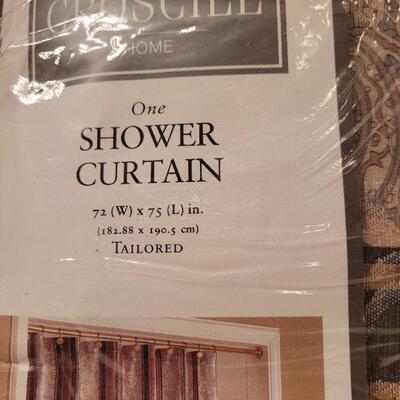 CROSCILL
HOME
One
SHOWER
CURTAIN
72 (W) x 75 (L) in.
(182.88 x 190.5 cm)
TAILORED